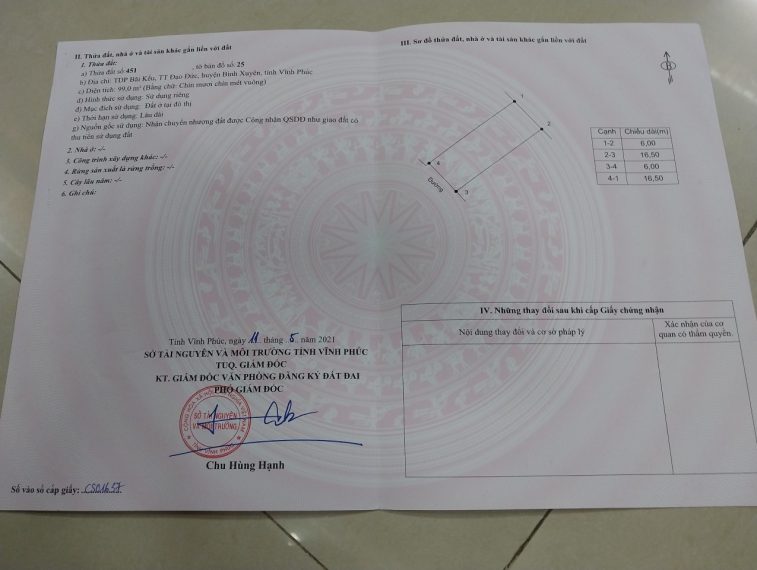 II. Thửa đất, nhà ở và tài sản khác gắn liền với đất
1. Thửa đất:
a) Thửa đất số: 451 , tờ bản đồ số: 25
b) Địa chỉ: TDP Bãi Kếu, TT Đạo Đức, huyện Bình Xuyên, tỉnh Vĩnh Phúc
c) Diện tích: 99,0 m² (Bằng chữ: Chín mươi chín mét vuông)
d) Hình thức sử dụng: Sử dụng riêng
đ) Mục đích sử dụng: Đất ở tại đô thị
e) Thời hạn sử dụng: Lâu dài
g) Nguồn gốc sử dụng: Nhận chuyển nhượng đất được Công nhận QSDĐ như giao đất có
thu tiền sử dụng đất
2. Nhà ở: -/-
3. Công trình xây dựng khác: -/-
4. Rừng sản xuất là rừng trồng: -/-
5. Cây lâu năm: -/-
6. Ghi chú:
Tỉnh Vĩnh Phúc, ngày 11 tháng 5 năm 2021
SỞ TÀI NGUYÊN VÀ MÔI TRƯỜNG TỈNH VĨNH PHÚC
TUQ. GIÁM ĐỐC
KT. GIÁM ĐỐC VĂN PHÒNG ĐĂNG KÝ ĐẤT ĐAI
PHÓ GIÁM ĐỐC
SỞ TÀI NGUYÊN
VÀ MÔI TRƯỜNG
Chu Hùng Hạnh
Số vào sổ cấp giấy:
III. Sơ đồ thửa đất, nhà ở và tài sản khác gắn liền với đất
B
1
2
4
3
Đường
Cạnh Chiều dài(m)
1-2 6,00
2-3 16,50
3-4 6,00
4-1 16,50
IV. Những thay đổi sau khi cấp Giấy chứng nhận
Nội dung thay đổi và cơ sở pháp lý
Xác nhận của cơ
quan có thẩm quyền